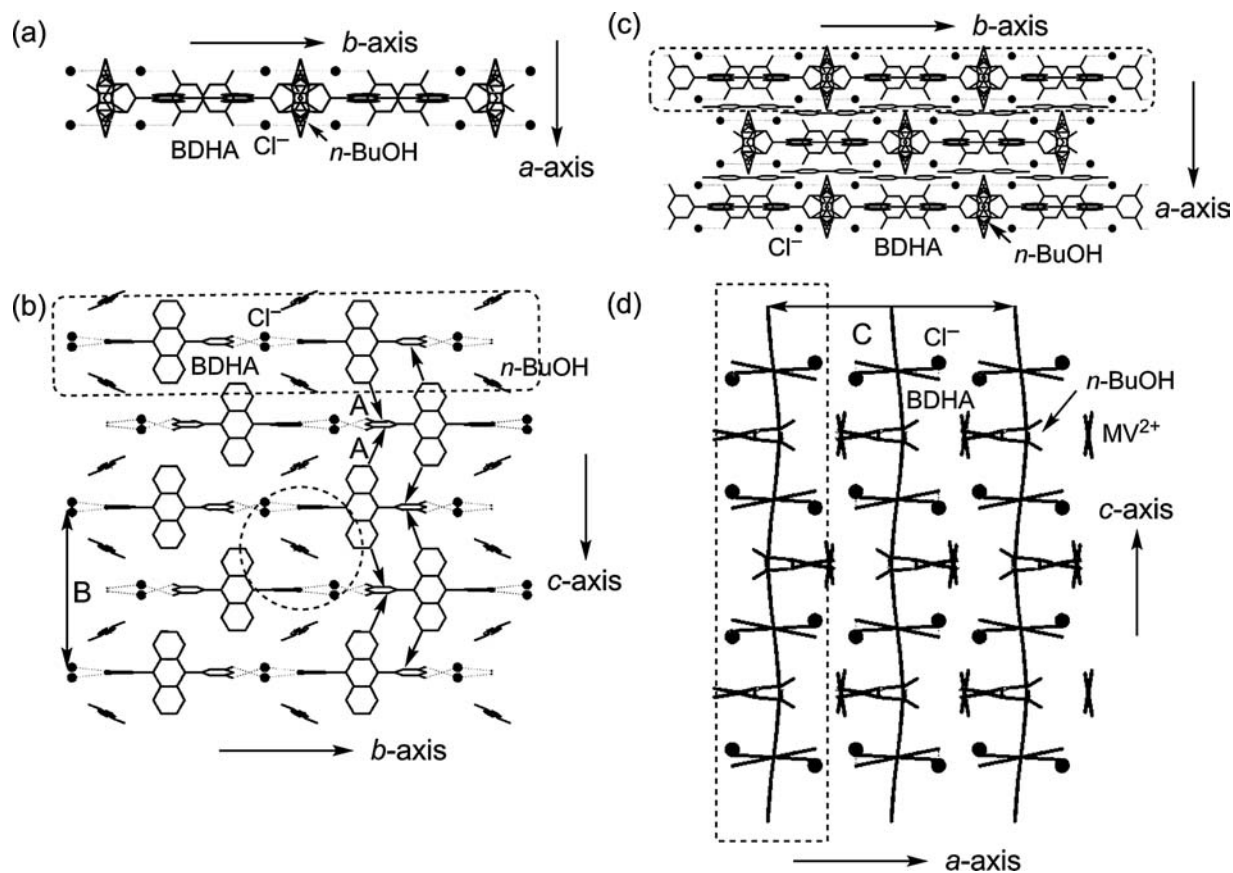 (a)
b-axis
BDHA
Cl⁻
n-BuOH
a-axis
(c)
b-axis
a-axis
Cl⁻
BDHA
n-BuOH
(b)
Cl⁻
BDHA
n-BuOH
A
A
B
c-axis
b-axis
(d)
C
Cl⁻
BDHA
n-BuOH
MV²⁺
c-axis
a-axis